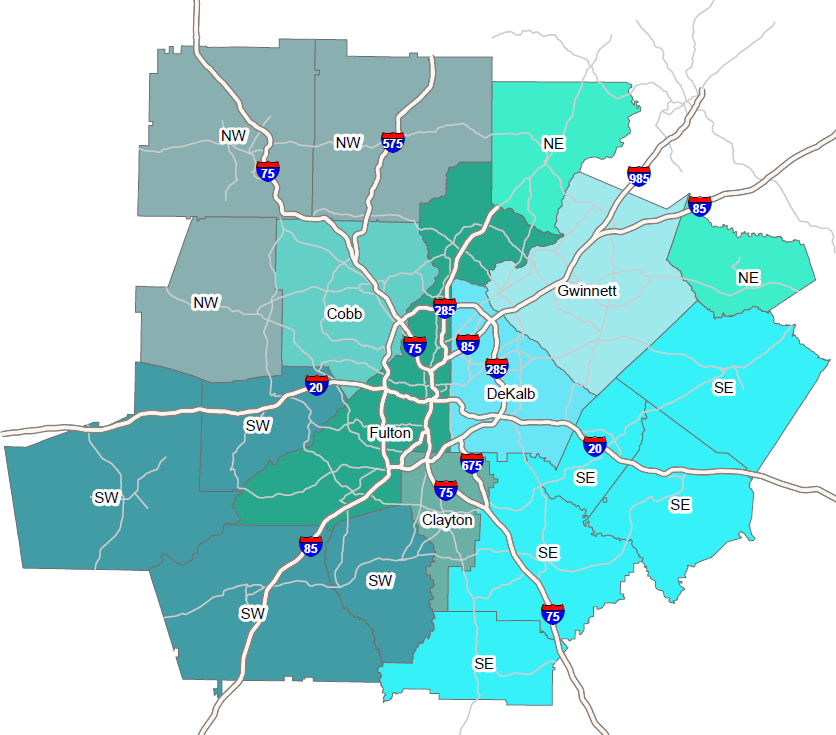 NW
NW
575
NE
75
985
85
NE
NW
Gwinnett
Cobb
285
75
85
285
20
SE
DeKalb
SW
Fulton
20
675
SE
75
SW
SE
Clayton
85
SE
SW
SW
75
SE